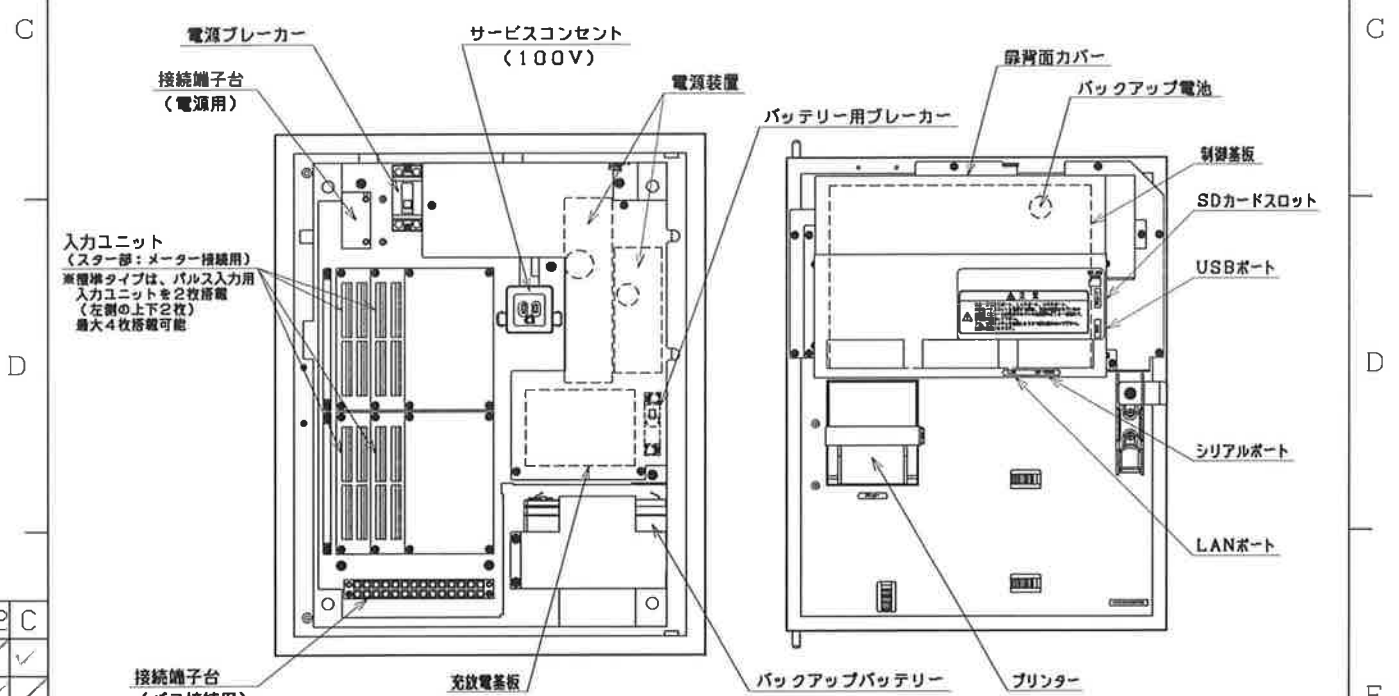 C
C
電源ブレーカー
サービスコンセント
(100V)
接続端子台
(電源用)
電源装置
バッテリー用ブレーカー
扉背面カバー
バックアップ電池
制御基板
SDカードスロット
USBポート
入力ユニット
(スター部:メーター接続用)
※標準タイプは、パルス入力用
入力ユニットを2枚搭載
(左側の上下2枚)
最大4枚搭載可能
注意
D
D
シリアルポート
LANポート
C
接続端子台
充放電基板
バックアップバッテリー
プリンター